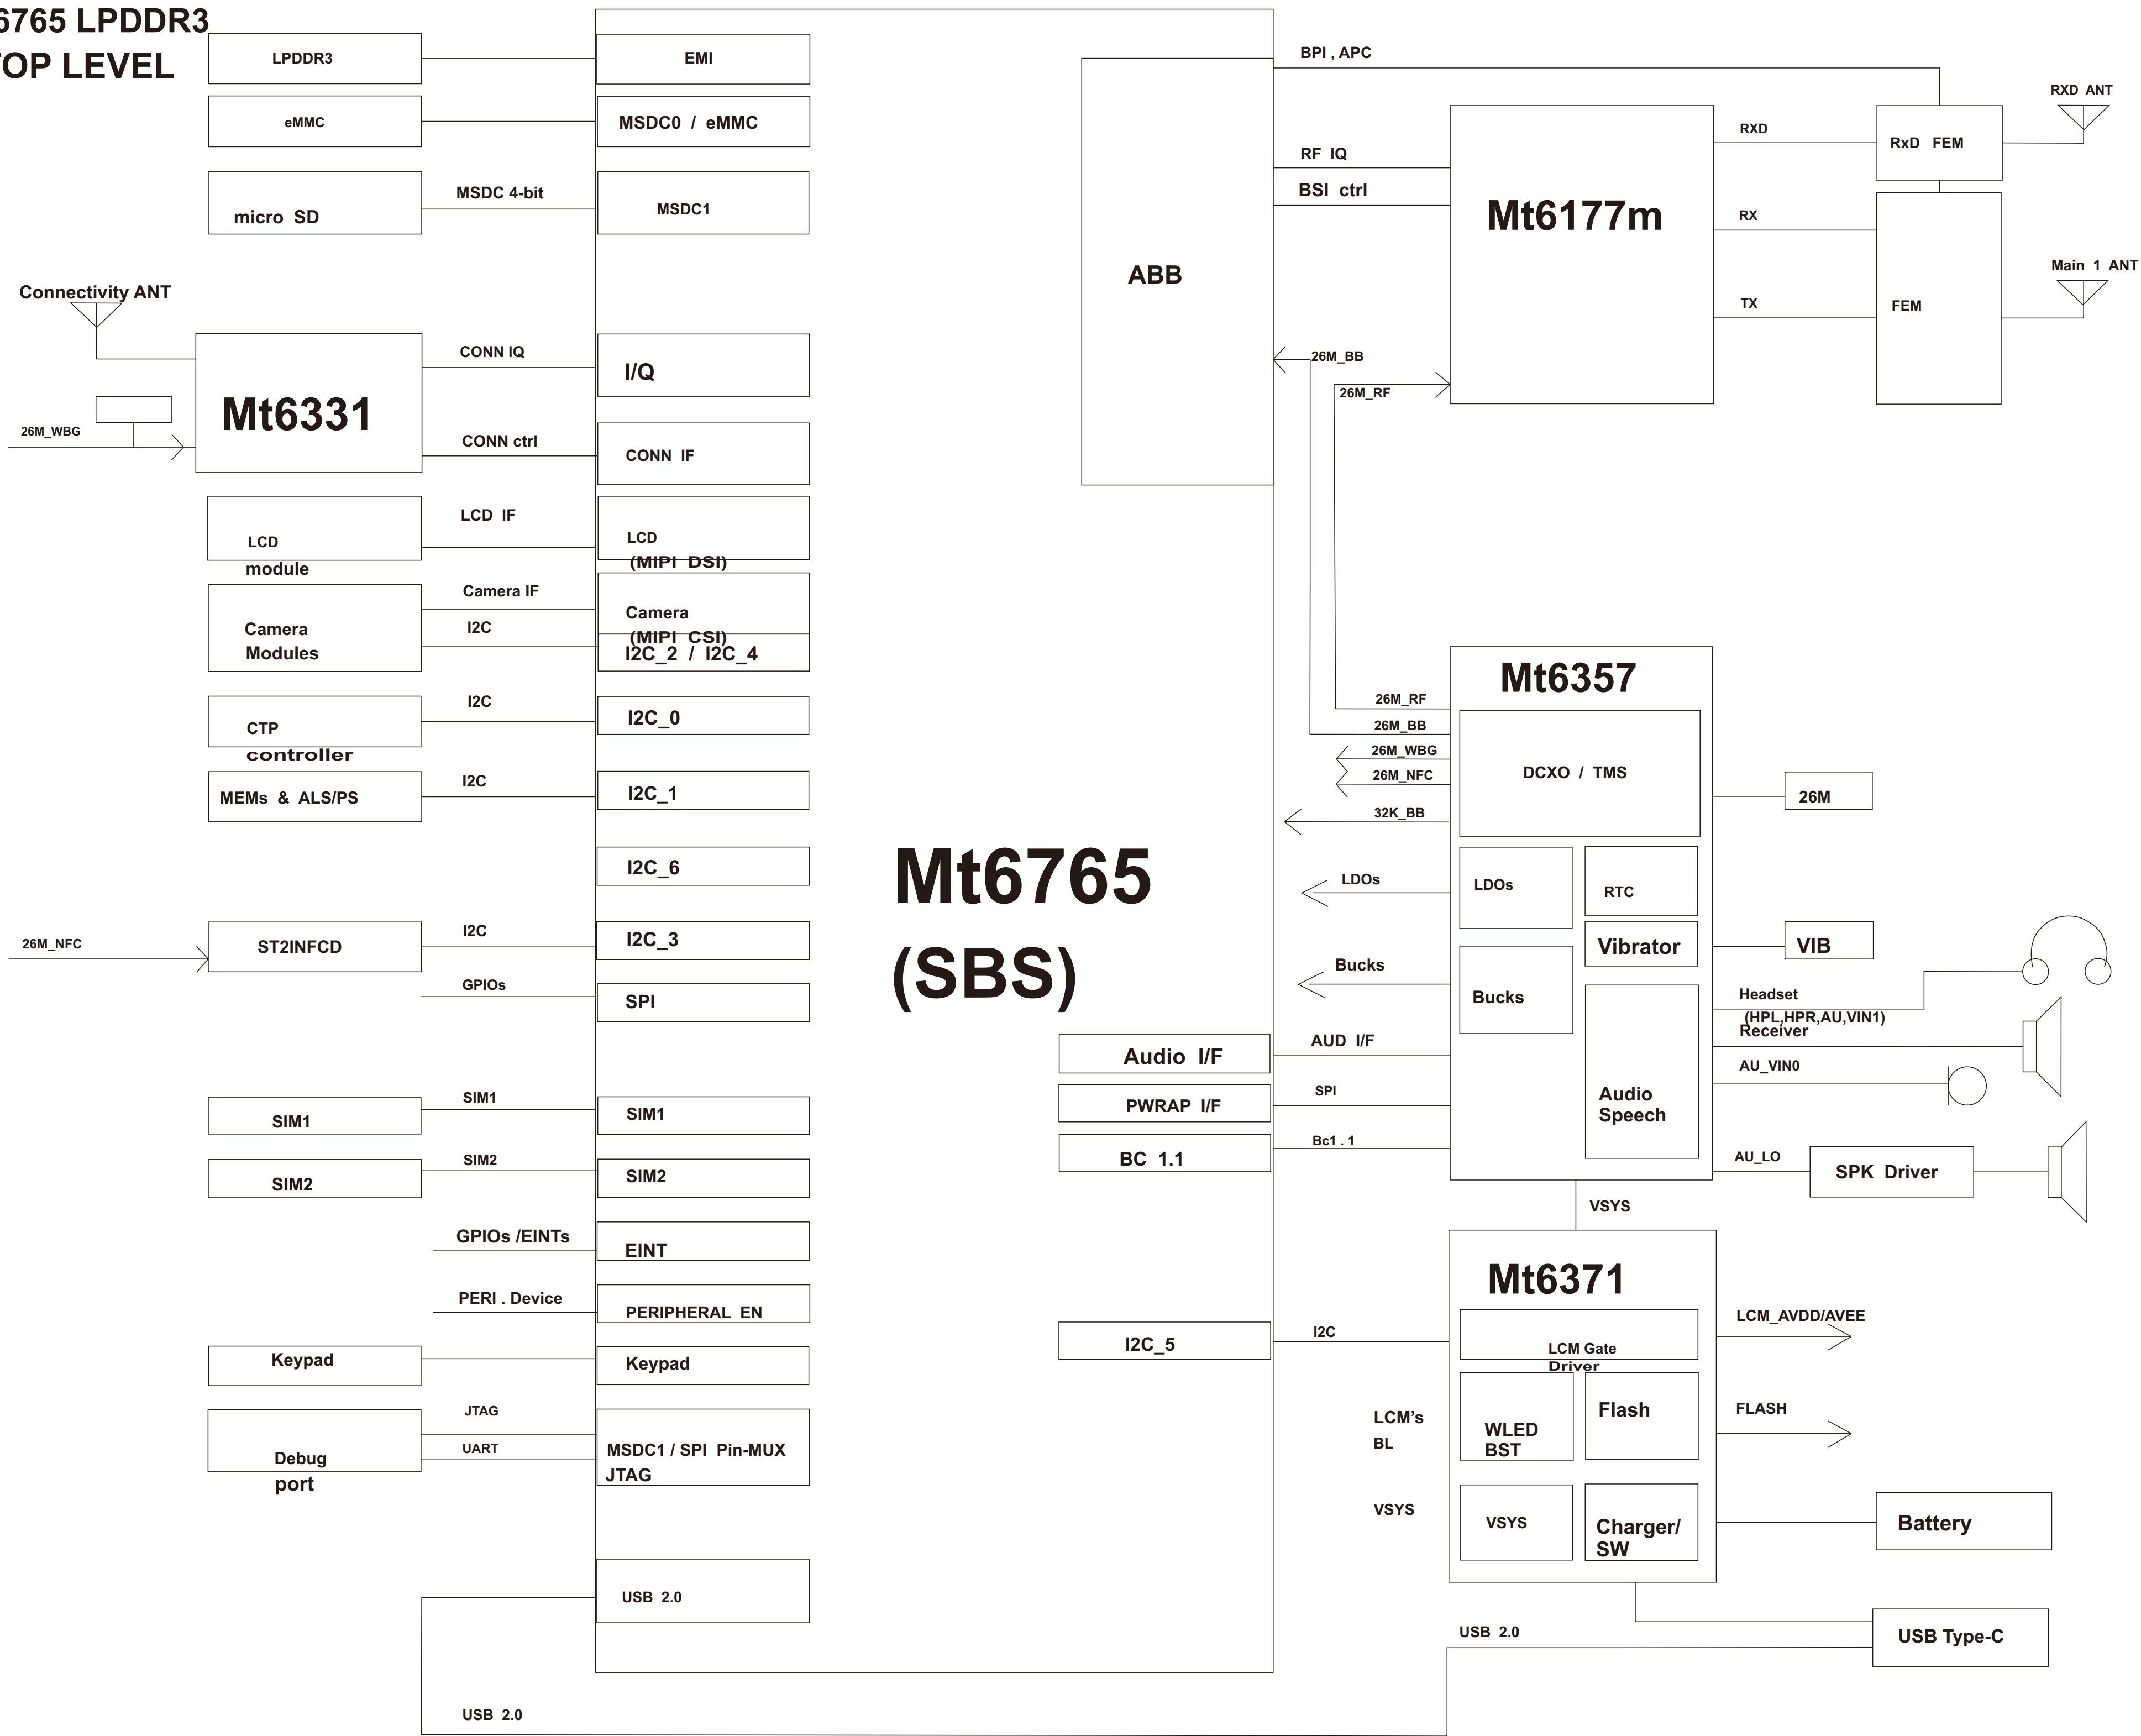 6765 LPDDR3
TOP LEVEL
LPDDR3
EMI
eMMC
MSDC0 / eMMC
micro SD
MSDC 4-bit
MSDC1
Connectivity ANT
26M_WBG
Mt6331
CONN IQ
I/Q
CONN ctrl
CONN IF
LCD
module
LCD IF
LCD
(MIPI DSI)
Camera
Modules
Camera IF
I2C
Camera
(MIPI CSI)
I2C_2 / I2C_4
CTP
controller
I2C
I2C_0
MEMs & ALS/PS
I2C
I2C_1
I2C_6
26M_NFC
ST2INFCD
I2C
I2C_3
GPIOs
SPI
SIM1
SIM1
SIM1
SIM2
SIM2
SIM2
GPIOs /EINTs
EINT
PERI . Device
PERIPHERAL EN
Keypad
Keypad
Debug
port
JTAG
UART
MSDC1 / SPI Pin-MUX
JTAG
USB 2.0
USB 2.0
Mt6765
(SBS)
ABB
BPI , APC
RF IQ
BSI ctrl
26M_BB
26M_RF
Mt6177m
RXD
RX
TX
RxD FEM
FEM
RXD ANT
Main 1 ANT
Mt6357
26M_RF
26M_BB
26M_WBG
26M_NFC
32K_BB
DCXO / TMS
26M
LDOs
LDOs
RTC
Vibrator
VIB
Bucks
Bucks
Headset
(HPL,HPR,AU,VIN1)
Receiver
AU_VIN0
Audio
Speech
AU_LO
SPK Driver
Audio I/F
AUD I/F
PWRAP I/F
SPI
BC 1.1
Bc1 . 1
VSYS
Mt6371
I2C_5
I2C
LCM Gate
Driver
LCM_AVDD/AVEE
LCM’s
BL
WLED
BST
Flash
FLASH
VSYS
VSYS
Charger/
SW
Battery
USB 2.0
USB Type-C